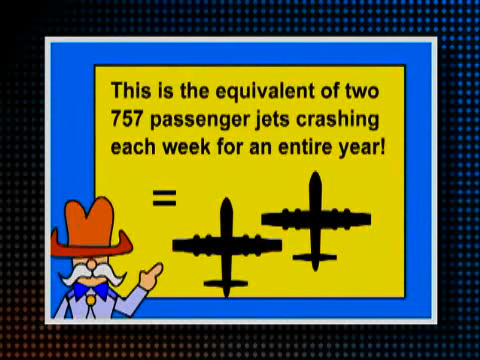 This is the equivalent of two
757 passenger jets crashing
each week for an entire year!
=